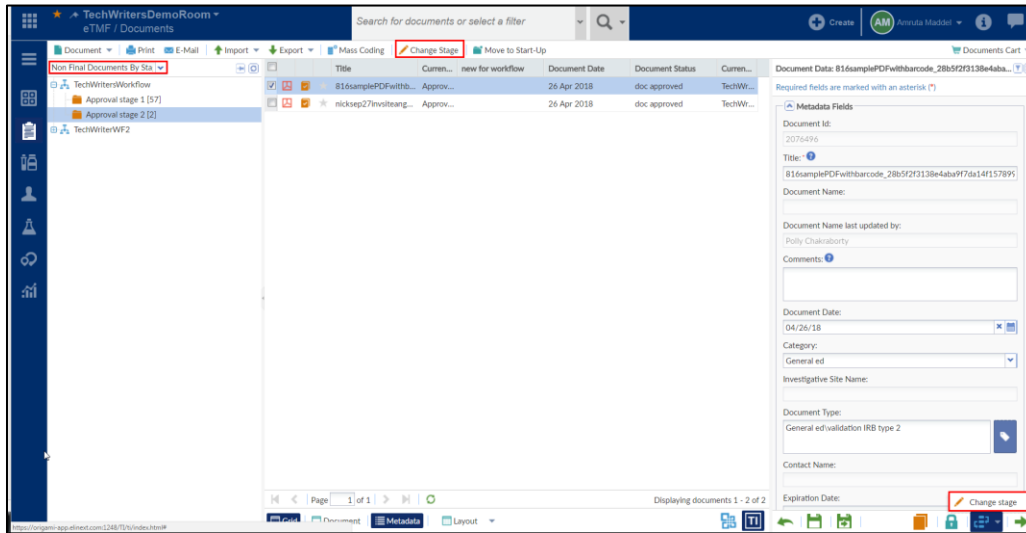 TechWritersDemoRoom
eTMF / Documents
Search for documents or select a filter
Create
AM
Amruta Maddel
Document
Print
E-Mail
Import
Export
Mass Coding
Change Stage
Move to Start-Up
Documents Cart
Non Final Documents By Sta
TechWritersWorkflow
Approval stage 1 [57]
Approval stage 2 [2]
TechWriterWF2
Title Curren... new for workflow Document Date Document Status Curren...
816samplePDFwithb... Approv... 26 Apr 2018 doc approved TechWr...
nicksep27invsiteang... Approv... 26 Apr 2018 doc approved TechWr...
Page 1 of 1
Displaying documents 1 - 2 of 2
Grid
Document
Metadata
Layout
TI
https://origami-app.elinext.com:1248/TI/ti/index.html#
Document Data: 816samplePDFwithbarcode_28b5f2f3138e4aba...
Required fields are marked with an asterisk (*)
Metadata Fields
Document Id:
2076496
Title: *
816samplePDFwithbarcode_28b5f2f3138e4aba9f7da14f157899
Document Name:
Document Name last updated by:
Polly Chakraborty
Comments:
Document Date:
04/26/18
Category:
General ed
Investigative Site Name:
Document Type:
General ed\validation IRB type 2
Contact Name:
Expiration Date:
Change stage